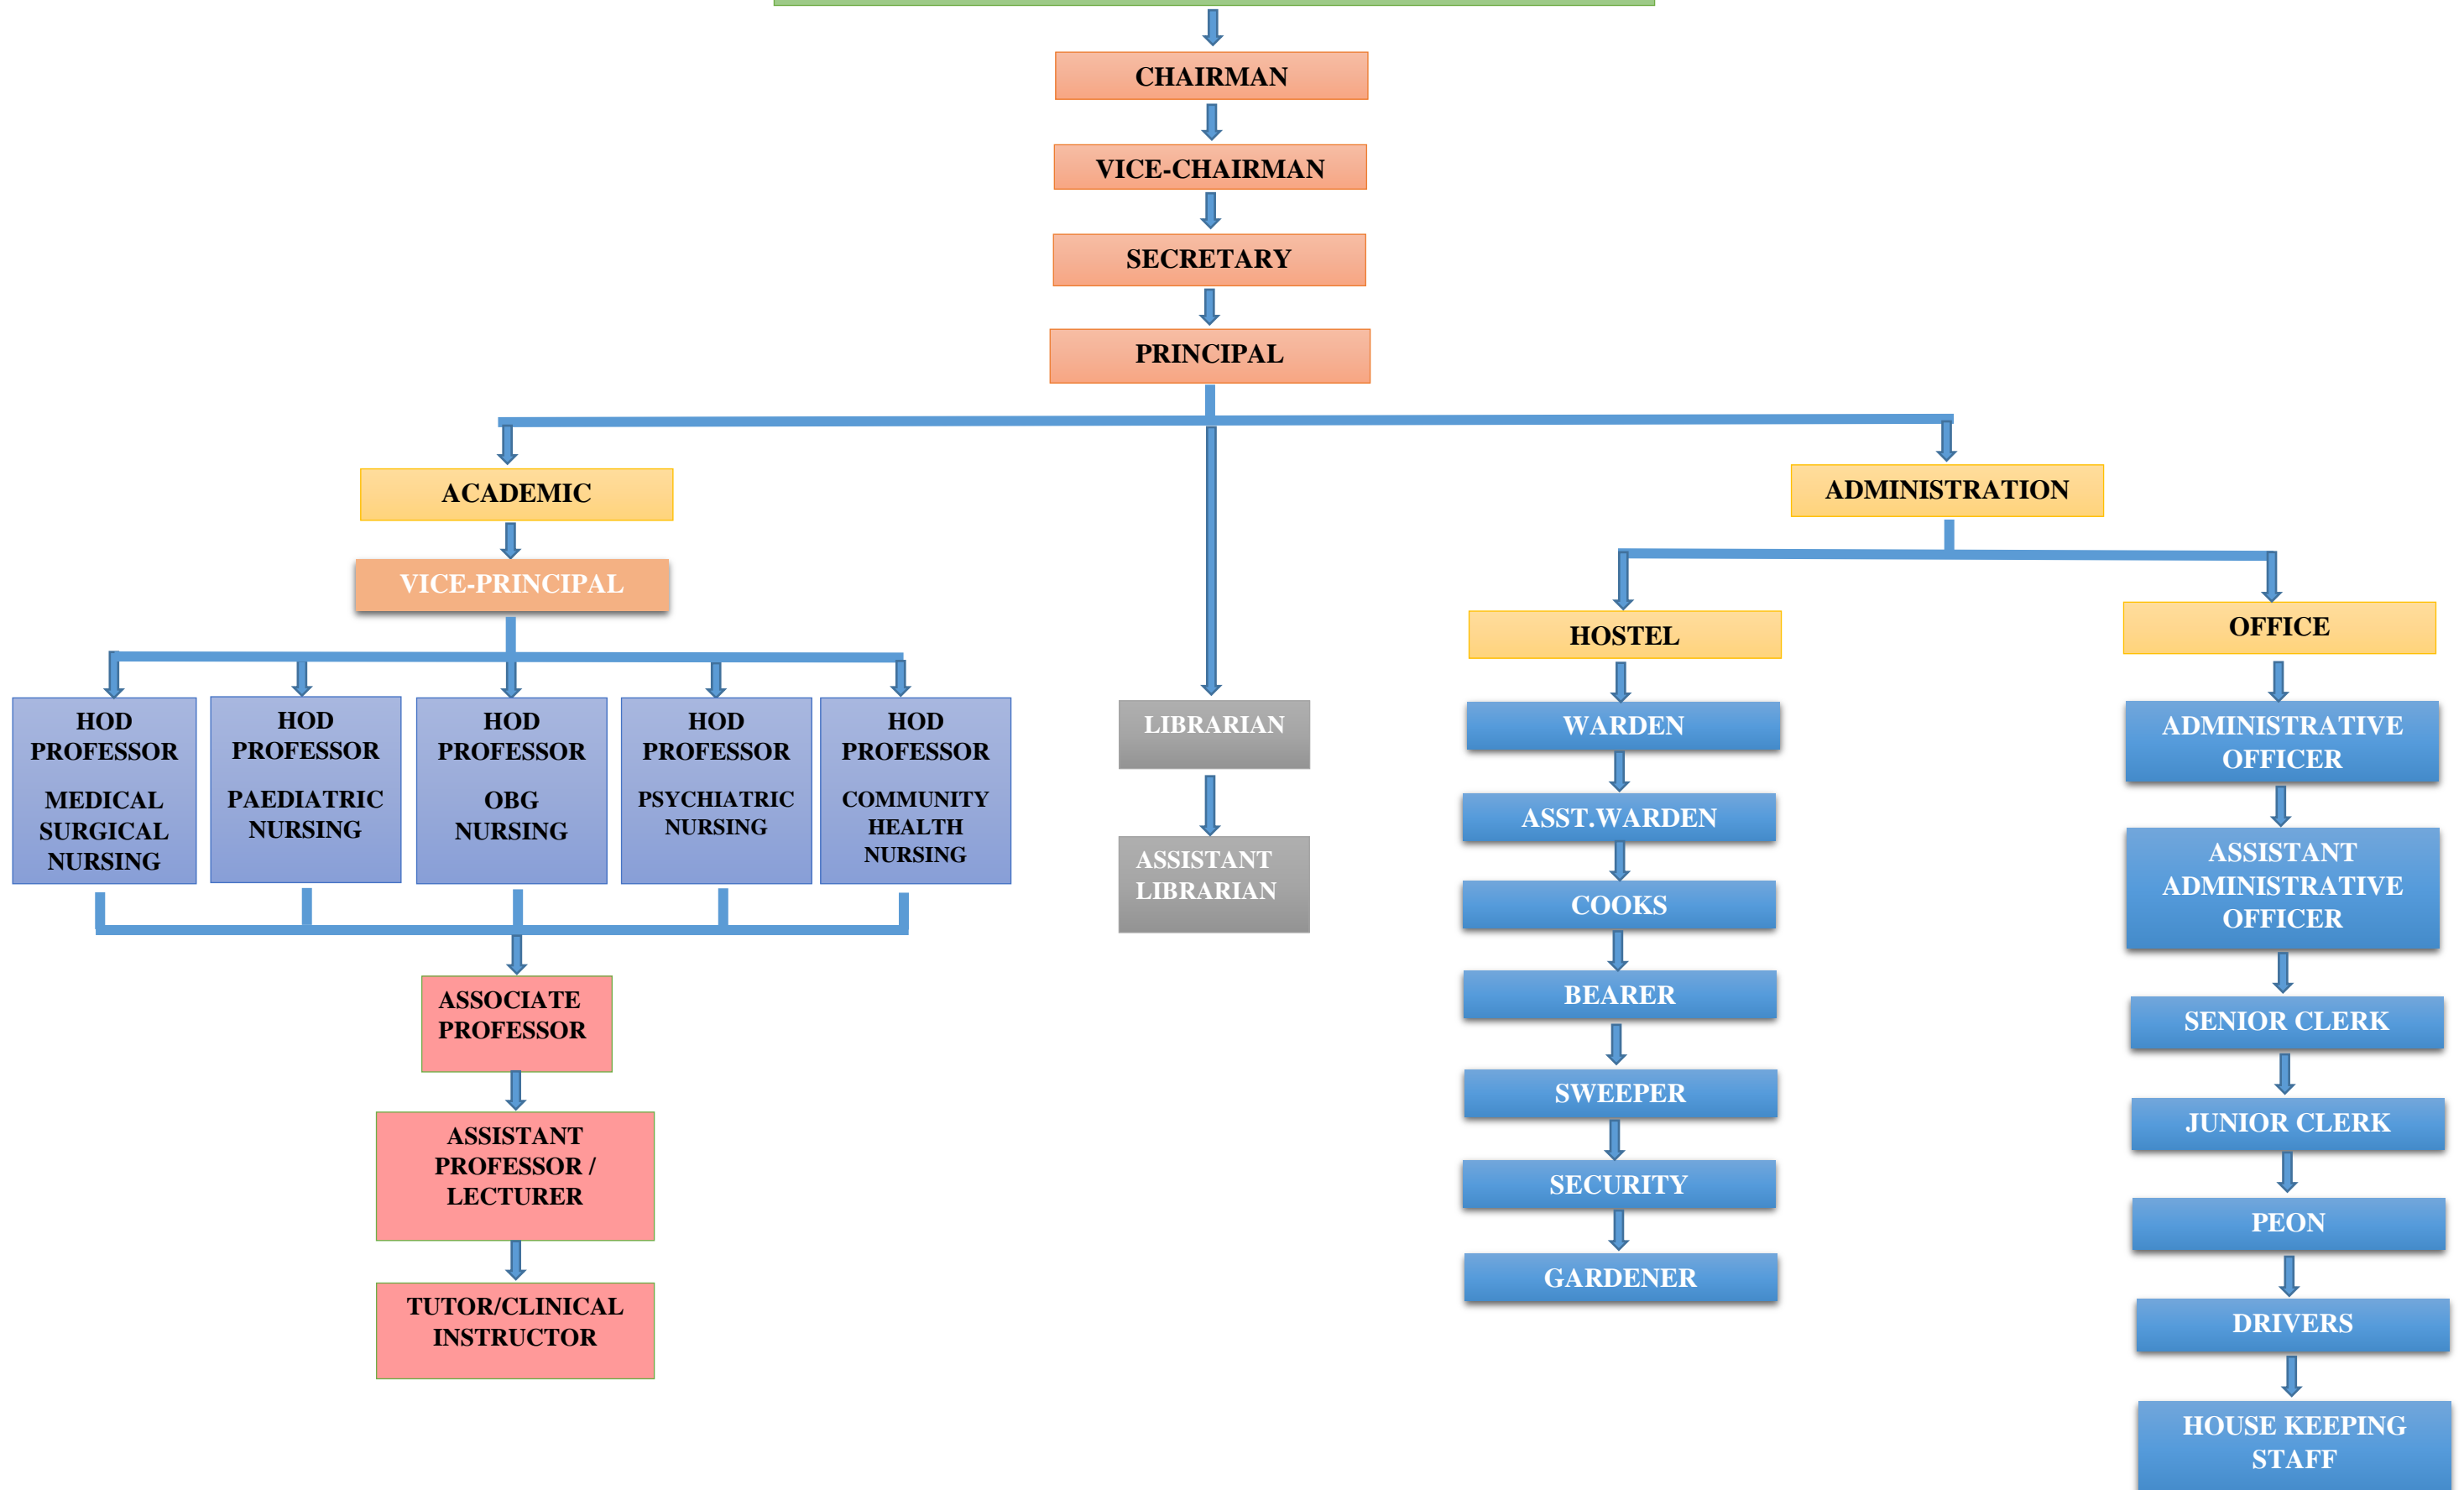 CHAIRMAN
VICE-CHAIRMAN
SECRETARY
PRINCIPAL
ACADEMIC
VICE-PRINCIPAL
HOD
PROFESSOR
MEDICAL
SURGICAL
NURSING
HOD
PROFESSOR
PAEDIATRIC
NURSING
HOD
PROFESSOR
OBG
NURSING
HOD
PROFESSOR
PSYCHIATRIC
NURSING
HOD
PROFESSOR
COMMUNITY
HEALTH
NURSING
ASSOCIATE
PROFESSOR
ASSISTANT
PROFESSOR /
LECTURER
TUTOR/CLINICAL
INSTRUCTOR
LIBRARIAN
ASSISTANT
LIBRARIAN
ADMINISTRATION
HOSTEL
WARDEN
ASST.WARDEN
COOKS
BEARER
SWEEPER
SECURITY
GARDENER
OFFICE
ADMINISTRATIVE
OFFICER
ASSISTANT
ADMINISTRATIVE
OFFICER
SENIOR CLERK
JUNIOR CLERK
PEON
DRIVERS
HOUSE KEEPING
STAFF